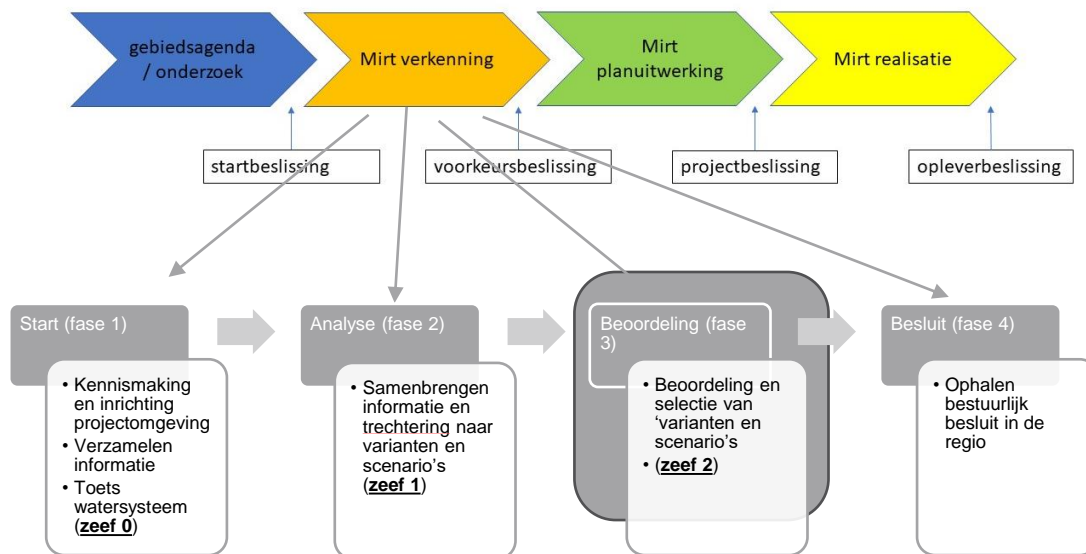 gebiedsagenda
/ onderzoek
Mirt verkenning
Mirt
planuitwerking
Mirt realisatie
startbeslissing
voorkeursbeslissing
projectbeslissing
opleverbeslissing
Start (fase 1)
• Kennismaking
en inrichting
projectomgeving
• Verzamelen
informatie
• Toets
watersysteem
(zeef 0)
Analyse (fase 2)
• Samenbrengen
informatie en
trechtering naar
varianten en
scenario's
(zeef 1)
Beoordeling (fase
3)
• Beoordeling en
selectie van
‘varianten en
scenario's
• (zeef 2)
Besluit (fase 4)
• Ophalen
bestuurlijk
besluit in de
regio